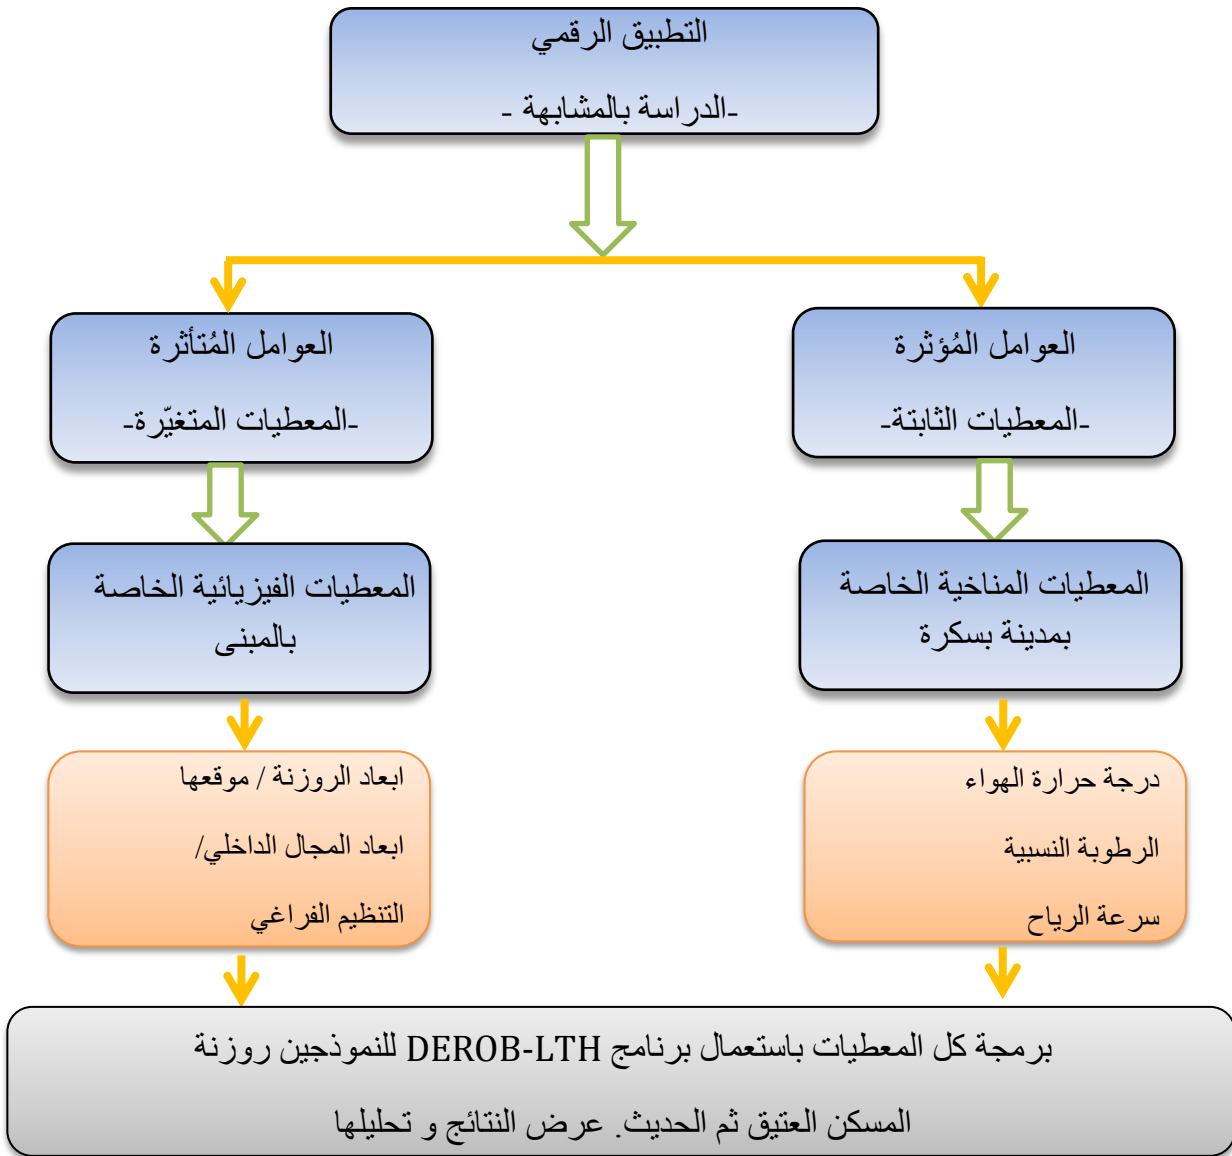 التطبيق الرقمي
-الدراسة بالمشابهة -
العوامل المُؤثرة
-المعطيات الثابتة-
العوامل المُتأثرة
-المعطيات المتغيّرة-
المعطيات المناخية الخاصة
بمدينة بسكرة
المعطيات الفيزيائية الخاصة
بالمبنى
درجة حرارة الهواء
الرطوبة النسبية
سرعة الرياح
ابعاد الروزنة / موقعها
ابعاد المجال الداخلي/
التنظيم الفراغي
برمجة كل المعطيات باستعمال برنامج DEROB-LTH للنموذجين روزنة
المسكن العتيق ثم الحديث. عرض النتائج و تحليلها